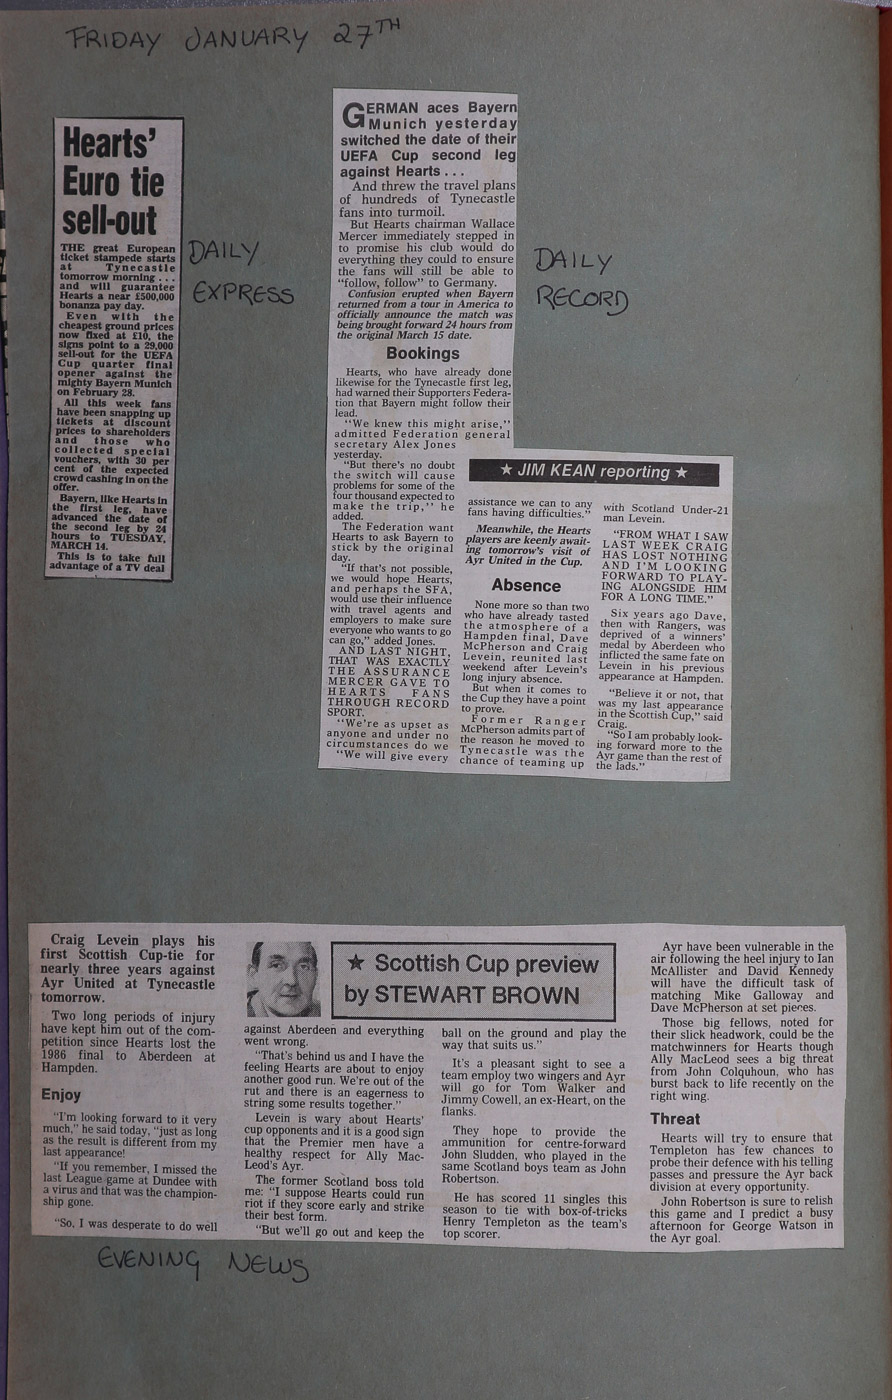 FRIDAY JANUARY 27TH
Hearts'
Euro tie
sell-out
THE great European
ticket stampede starts
at Tynecastle
tomorrow morning . . .
and will guarantee
Hearts a near £500,000
bonanza pay day.
Even with the
cheapest ground prices
now fixed at £10, the
signs point to a 29,000
sell-out for the UEFA
Cup quarter final
opener against the
mighty Bayern Munich
on February 28.
All this week fans
have been snapping up
tickets at discount
prices to shareholders
and those who
collected special
vouchers, with 30 per
cent of the expected
crowd cashing in on the
offer.
Bayern, like Hearts in
the first leg, have
advanced the date of
the second leg by 24
hours to TUESDAY,
MARCH 14.
This is to take full
advantage of a TV deal
DAILY
EXPRESS
GERMAN aces Bayern
Munich yesterday
switched the date of their
UEFA Cup second leg
against Hearts . . .
And threw the travel plans
of hundreds of Tynecastle
fans into turmoil.
But Hearts chairman Wallace
Mercer immediately stepped in
to promise his club would do
everything they could to ensure
the fans will still be able to
"follow, follow" to Germany.
Confusion erupted when Bayern
returned from a tour in America to
officially announce the match was
being brought forward 24 hours from
the original March 15 date.
Bookings
Hearts, who have already done
likewise for the Tynecastle first leg,
had warned their Supporters Federa-
tion that Bayern might follow their
lead.
"We knew this might arise,"
admitted Federation general
secretary Alex Jones
yesterday.
"But there's no doubt
the switch will cause
problems for some of the
four thousand expected to
make the trip," he
added.
The Federation want
Hearts to ask Bayern to
stick by the original
day.
"If that's not possible,
we would hope Hearts,
and perhaps the SFA,
would use their influence
with travel agents and
employers to make sure
everyone who wants to go
can go," added Jones.
AND LAST NIGHT,
THAT WAS EXACTLY
THE ASSURANCE
MERCER GAVE TO
HEARTS FANS
THROUGH RECORD
SPORT.
"We're as upset as
anyone and under no
circumstances do we
"We will give every
★ JIM KEAN reporting ★
assistance we can to any
fans having difficulties."
Meanwhile, the Hearts
players are keenly await-
ing tomorrow's visit of
Ayr United in the Cup.
Absence
None more so than two
who have already tasted
the atmosphere of a
Hampden final, Dave
McPherson and Craig
Levein, reunited last
weekend after Levein's
long injury absence.
But when it comes to
the Cup they have a point
to prove.
Former Ranger
McPherson admits part of
the reason he moved to
Tynecastle was the
chance of teaming up
with Scotland Under-21
man Levein.
"FROM WHAT I SAW
LAST WEEK CRAIG
HAS LOST NOTHING
AND I'M LOOKING
FORWARD TO PLAY-
ING ALONGSIDE HIM
FOR A LONG TIME."
Six years ago Dave,
then with Rangers, was
deprived of a winners'
medal by Aberdeen who
inflicted the same fate on
Levein in his previous
appearance at Hampden.
"Believe it or not, that
was my last appearance
in the Scottish Cup," said
Craig.
"So I am probably look-
ing forward more to the
Ayr game than the rest of
the lads."
DAILY
RECORD
Craig Levein plays his
first Scottish Cup-tie for
nearly three years against
Ayr United at Tynecastle
tomorrow.
Two long periods of injury
have kept him out of the com-
petition since Hearts lost the
1986 final to Aberdeen at
Hampden.
Enjoy
"I'm looking forward to it very
much," he said today, "just as long
as the result is different from my
last appearance!
"If you remember, I missed the
last League game at Dundee with
a virus and that was the champion-
ship gone.
"So, I was desperate to do well
★ Scottish Cup preview
by STEWART BROWN
against Aberdeen and everything
went wrong.
"That's behind us and I have the
feeling Hearts are about to enjoy
another good run. We're out of the
rut and there is an eagerness to
string some results together."
Levein is wary about Hearts'
cup opponents and it is a good sign
that the Premier men have a
healthy respect for Ally Mac-
Leod's Ayr.
The former Scotland boss told
me: "I suppose Hearts could run
riot if they score early and strike
their best form.
"But we'll go out and keep the
ball on the ground and play the
way that suits us."
It's a pleasant sight to see a
team employ two wingers and Ayr
will go for Tom Walker and
Jimmy Cowell, an ex-Heart, on the
flanks.
They hope to provide the
ammunition for centre-forward
John Sludden, who played in the
same Scotland boys team as John
Robertson.
He has scored 11 singles this
season to tie with box-of-tricks
Henry Templeton as the team's
top scorer.
Ayr have been vulnerable in the
air following the heel injury to Ian
McAllister and David Kennedy
will have the difficult task of
matching Mike Galloway and
Dave McPherson at set pieces.
Those big fellows, noted for
their slick headwork, could be the
matchwinners for Hearts though
Ally MacLeod sees a big threat
from John Colquhoun, who has
burst back to life recently on the
right wing.
Threat
Hearts will try to ensure that
Templeton has few chances to
probe their defence with his telling
passes and pressure the Ayr back
division at every opportunity.
John Robertson is sure to relish
this game and I predict a busy
afternoon for George Watson in
the Ayr goal.
EVENING NEWS